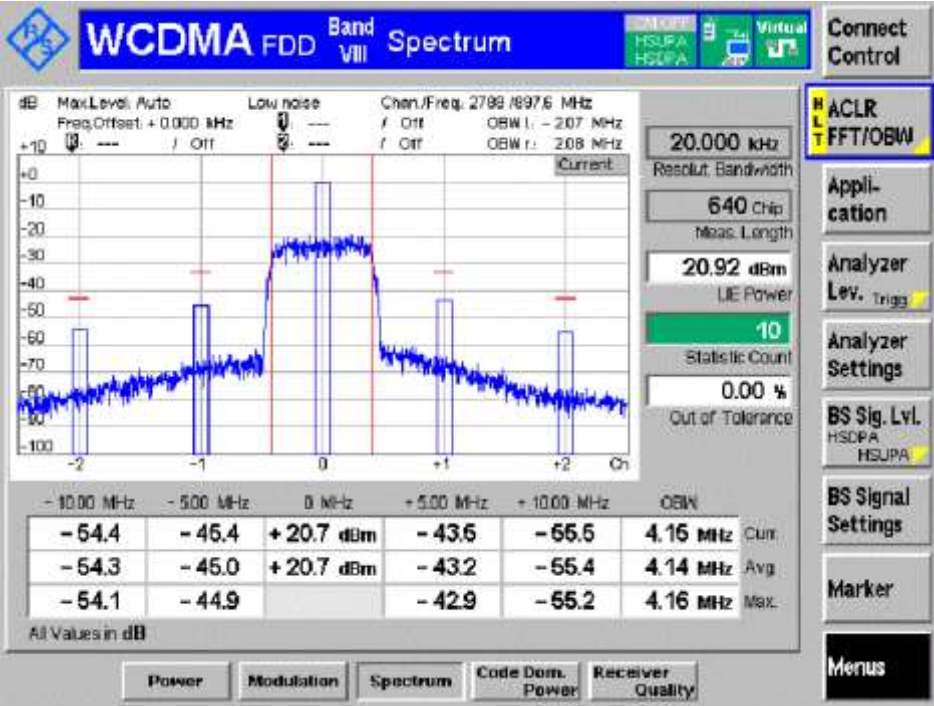 R&S
WCDMA FDD Band VIII Spectrum
HSUPA
HSDPA
Virtual
Connect Control
dB Max.Level: Auto Low noise Chan./Freq.: 2788 /897.6 MHz
Freq.Offset: + 0.000 kHz 1: --- / Off OBW l.: - 2.07 MHz
R: --- / Off 2: --- / Off OBW r.: 2.08 MHz
Current
+10
+0
-10
-20
-30
-40
-50
-60
-70
-80
-90
-100
-2 -1 0 +1 +2 Ch
20.000 kHz
Resolut. Bandwidth
640 Chip
Meas. Length
20.92 dBm
UE Power
10
Statistic Count
0.00 %
Out of Tolerance
- 10.00 MHz - 5.00 MHz 0 MHz + 5.00 MHz + 10.00 MHz OBW
- 54.4 - 45.4 + 20.7 dBm - 43.6 - 55.5 4.15 MHz Curr.
- 54.3 - 45.0 + 20.7 dBm - 43.2 - 55.4 4.14 MHz Avg.
- 54.1 - 44.9 - 42.9 - 55.2 4.16 MHz Max.
All Values in dB
Power Modulation Spectrum Code Dom. Power Receiver Quality
HLT
ACLR
FFT/OBW
Appli-
cation
Analyzer
Lev. Trigg
Analyzer
Settings
BS Sig. Lvl.
HSDPA
HSUPA
BS Signal
Settings
Marker
Menus